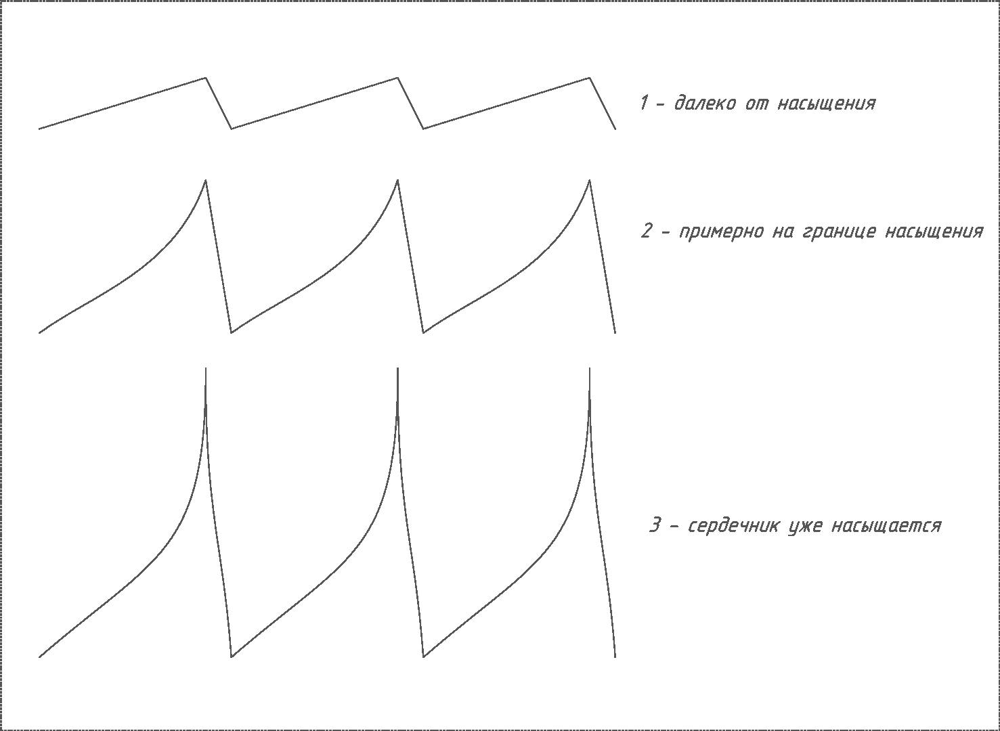 1 - далеко от насыщения
2 - примерно на границе насыщения
3 - сердечник уже насыщается